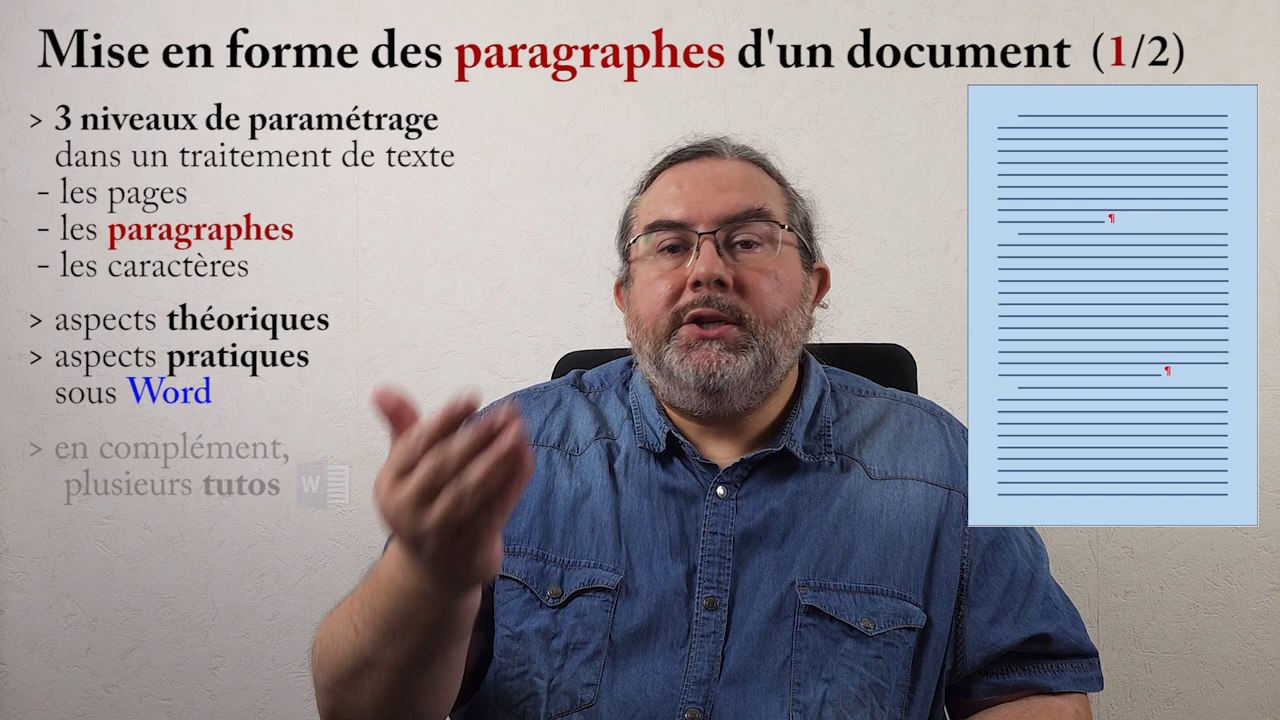 Mise en forme des paragraphes d'un document (1/2)
> 3 niveaux de paramétrage
dans un traitement de texte
- les pages
- les paragraphes
- les caractères
> aspects théoriques
> aspects pratiques
sous Word
> en complément,
plusieurs tutos W
¶
¶